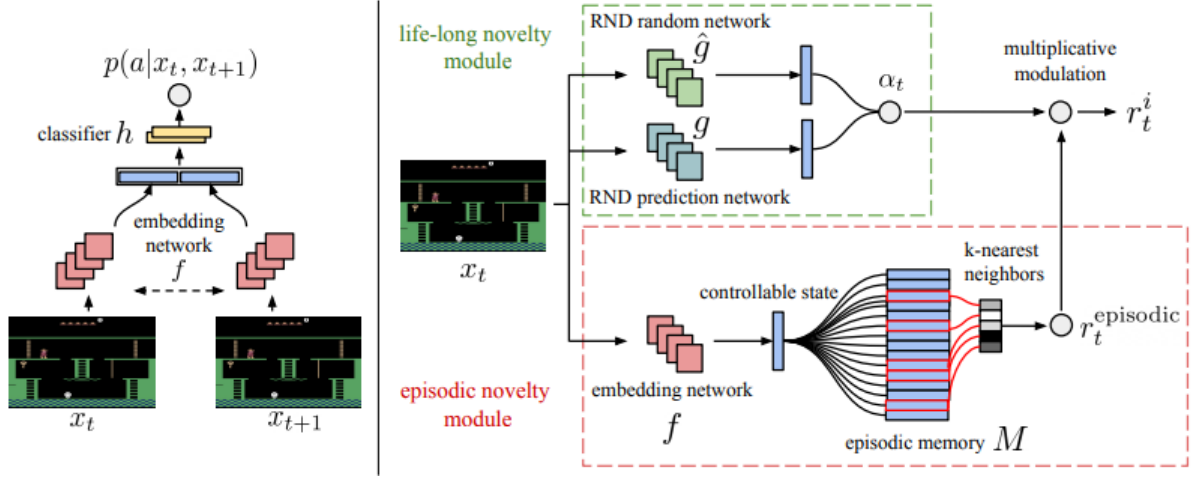 p(a|x_t, x_{t+1})
classifier h
embedding
network
f
x_t
x_{t+1}
life-long novelty
module
RND random network
ĝ
g
RND prediction network
α_t
multiplicative
modulation
r_t^i
x_t
episodic novelty
module
embedding network
f
controllable state
k-nearest
neighbors
r_t^{episodic}
episodic memory M